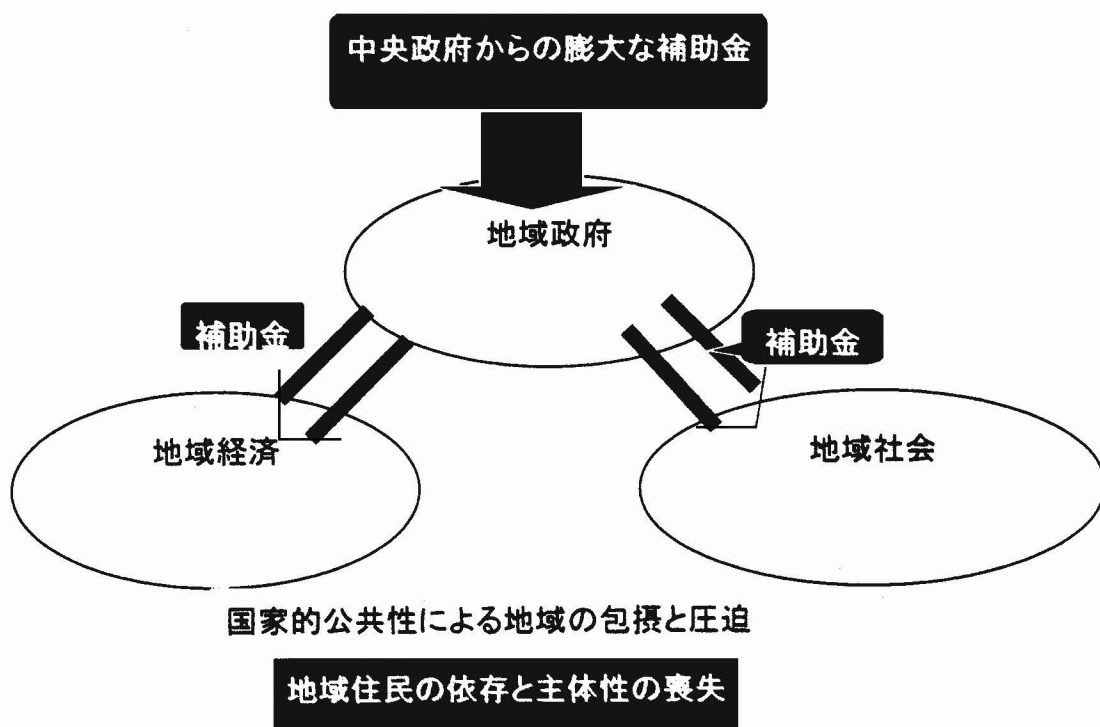 中央政府からの膨大な補助金
地域政府
補助金
補助金
地域経済
地域社会
国家的公共性による地域の包摂と圧迫
地域住民の依存と主体性の喪失